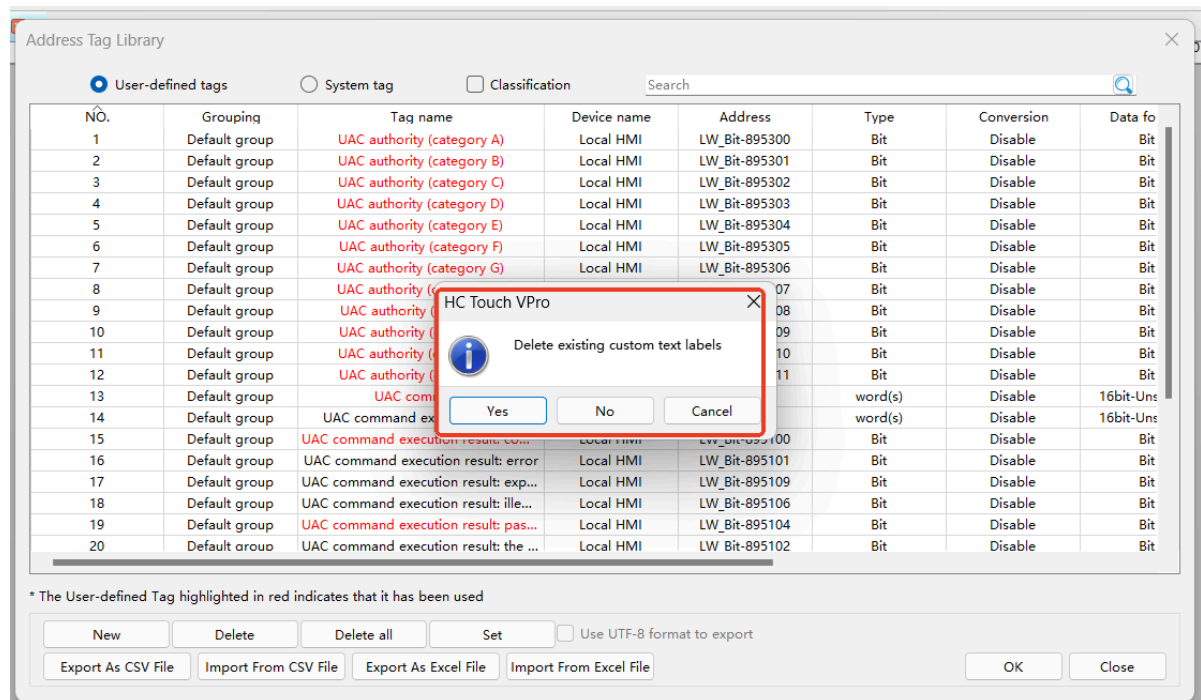 Address Tag Library
User-defined tags System tag Classification Search
NO. Grouping Tag name Device name Address Type Conversion Data fo
1 Default group UAC authority (category A) Local HMI LW_Bit-895300 Bit Disable Bit
2 Default group UAC authority (category B) Local HMI LW_Bit-895301 Bit Disable Bit
3 Default group UAC authority (category C) Local HMI LW_Bit-895302 Bit Disable Bit
4 Default group UAC authority (category D) Local HMI LW_Bit-895303 Bit Disable Bit
5 Default group UAC authority (category E) Local HMI LW_Bit-895304 Bit Disable Bit
6 Default group UAC authority (category F) Local HMI LW_Bit-895305 Bit Disable Bit
7 Default group UAC authority (category G) Local HMI LW_Bit-895306 Bit Disable Bit
8 Default group UAC authority 07 Bit Disable Bit
9 Default group UAC authority 08 Bit Disable Bit
10 Default group UAC authority 09 Bit Disable Bit
11 Default group UAC authority 10 Bit Disable Bit
12 Default group UAC authority 11 Bit Disable Bit
13 Default group UAC com word(s) Disable 16bit-Uns
14 Default group UAC command ex word(s) Disable 16bit-Uns
HC Touch VPro
Delete existing custom text labels
Yes No Cancel
15 Default group UAC command execution result: co... Local HMI LW_Bit-895100 Bit Disable Bit
16 Default group UAC command execution result: error Local HMI LW_Bit-895101 Bit Disable Bit
17 Default group UAC command execution result: exp... Local HMI LW_Bit-895109 Bit Disable Bit
18 Default group UAC command execution result: ille... Local HMI LW_Bit-895106 Bit Disable Bit
19 Default group UAC command execution result: pas... Local HMI LW_Bit-895104 Bit Disable Bit
20 Default group UAC command execution result: the ... Local HMI LW_Bit-895102 Bit Disable Bit
* The User-defined Tag highlighted in red indicates that it has been used
New Delete Delete all Set Use UTF-8 format to export
Export As CSV File Import From CSV File Export As Excel File Import From Excel File OK Close